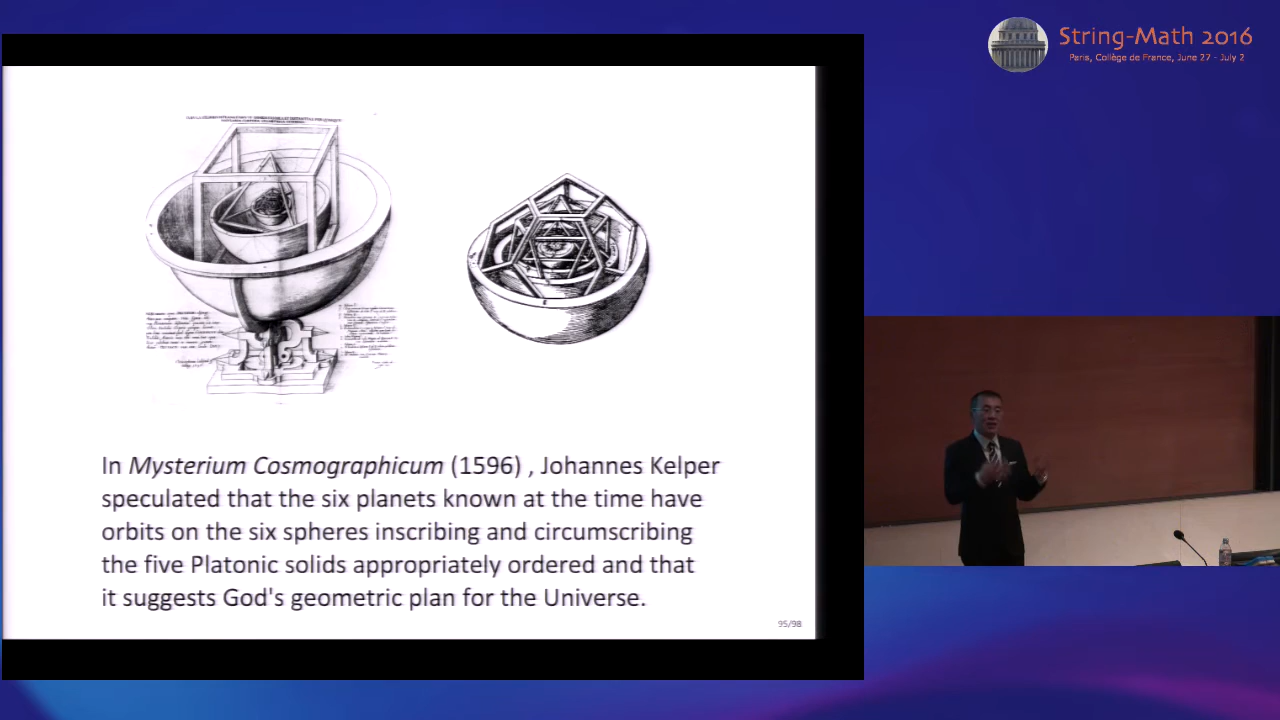 String-Math 2016
Paris, Collège de France, June 27 - July 2
In Mysterium Cosmographicum (1596) , Johannes Kelper
speculated that the six planets known at the time have
orbits on the six spheres inscribing and circumscribing
the five Platonic solids appropriately ordered and that
it suggests God's geometric plan for the Universe.
95/98